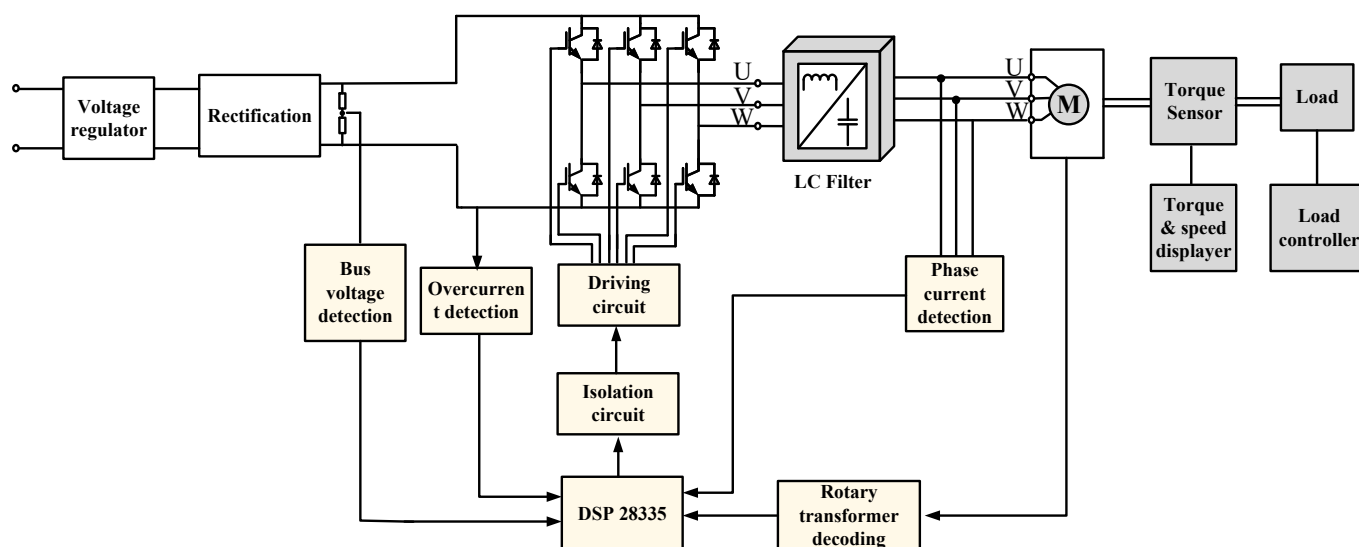 Voltage
regulator
Rectification
U
V
W
LC Filter
U
V
W
M
Torque
Sensor
Load
Torque
& speed
displayer
Load
controller
Bus
voltage
detection
Overcurren
t detection
Driving
circuit
Phase
current
detection
Isolation
circuit
DSP 28335
Rotary
transformer
decoding